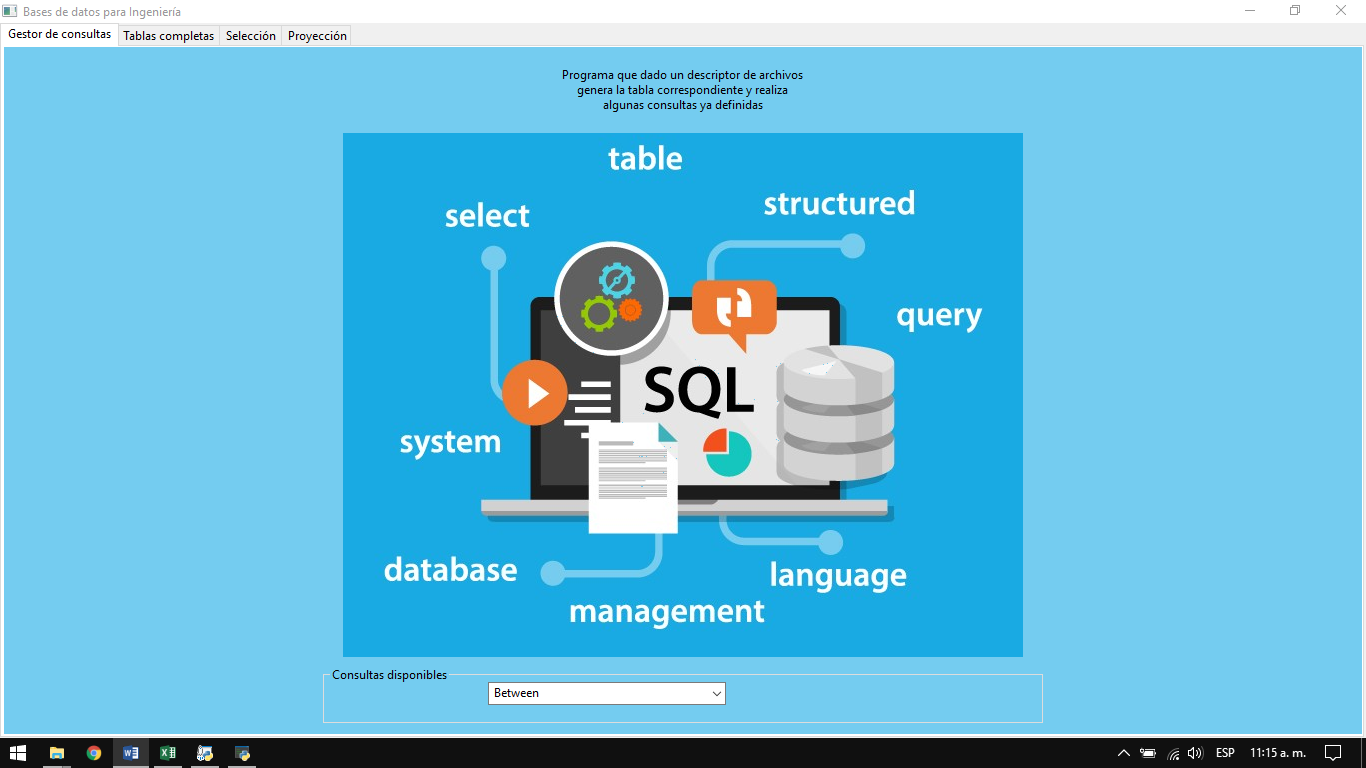 Bases de datos para Ingeniería
Gestor de consultas
Tablas completas
Selección
Proyección
Programa que dado un descriptor de archivos
genera la tabla correspondiente y realiza
algunas consultas ya definidas
table
structured
select
query
SQL
system
database
language
management
Consultas disponibles
Between
ESP
11:15 a. m.